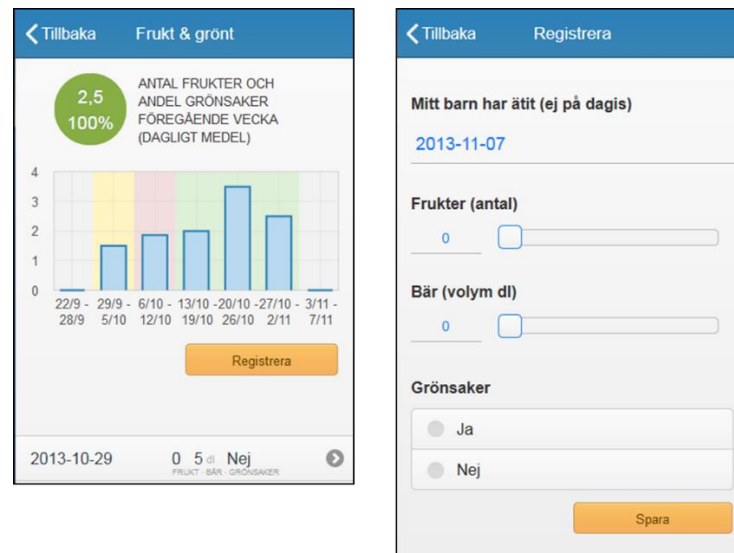 Tillbaka Frukt & grönt
2,5
100%
ANTAL FRUKTER OCH
ANDEL GRÖNSAKER
FÖREGÅENDE VECKA
(DAGLIGT MEDEL)
4
3
2
1
0
22/9 - 29/9 - 6/10 - 13/10 - 20/10 - 27/10 - 3/11 -
28/9 5/10 12/10 19/10 26/10 2/11 7/11
Registrera
2013-10-29 0 5 dl Nej
FRUKT · BÄR · GRÖNSAKER
Tillbaka Registrera
Mitt barn har ätit (ej på dagis)
2013-11-07
Frukter (antal)
0
Bär (volym dl)
0
Grönsaker
Ja
Nej
Spara